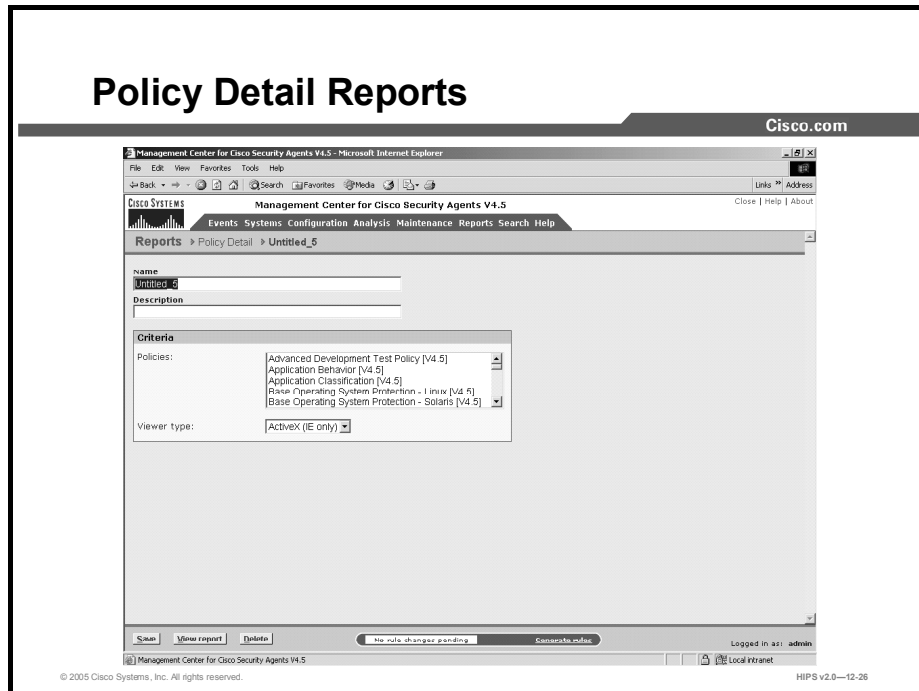 Policy Detail Reports
Cisco.com
Management Center for Cisco Security Agents V4.5 - Microsoft Internet Explorer
File Edit View Favorites Tools Help
Back Search Favorites Media Links » Address
CISCO SYSTEMS
Management Center for Cisco Security Agents V4.5
Close | Help | About
Events Systems Configuration Analysis Maintenance Reports Search Help
Reports Policy Detail Untitled_5
Name
Untitled_5
Description
Criteria
Policies:
Advanced Development Test Policy [V4.5]
Application Behavior [V4.5]
Application Classification [V4.5]
Base Operating System Protection - Linux [V4.5]
Base Operating System Protection - Solaris [V4.5]
Viewer type:
ActiveX (IE only)
Save View report Delete No rule changes pending Generate rules Logged in as: admin
Management Center for Cisco Security Agents V4.5 Local intranet
© 2005 Cisco Systems, Inc. All rights reserved.
HIPS v2.0—12-26